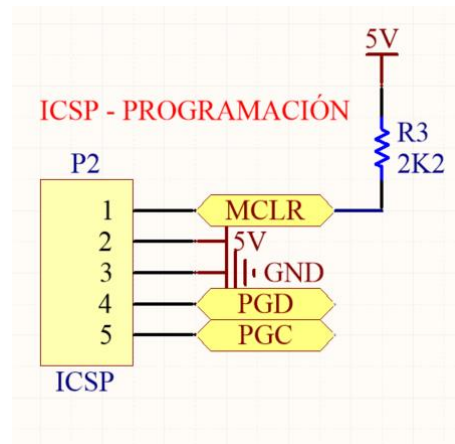 5V
ICSP - PROGRAMACIÓN
R3
2K2
P2
1
MCLR
2
5V
3
GND
4
PGD
5
PGC
ICSP